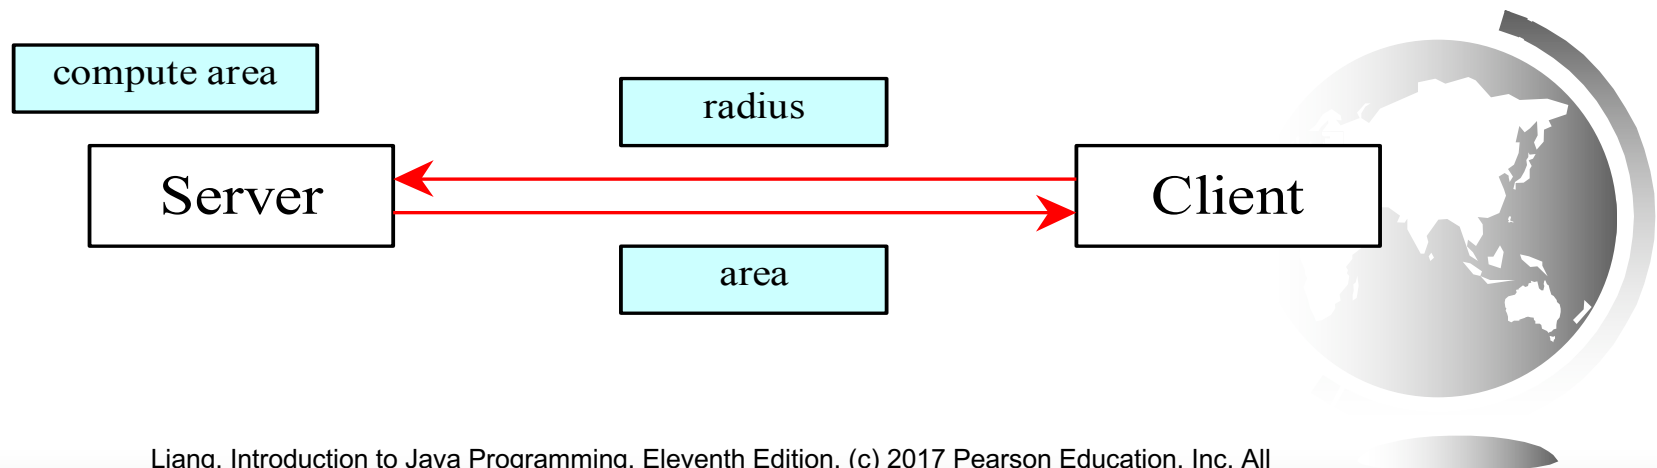 compute area
radius
Server
Client
area
Liang, Introduction to Java Programming, Eleventh Edition, (c) 2017 Pearson Education, Inc. All